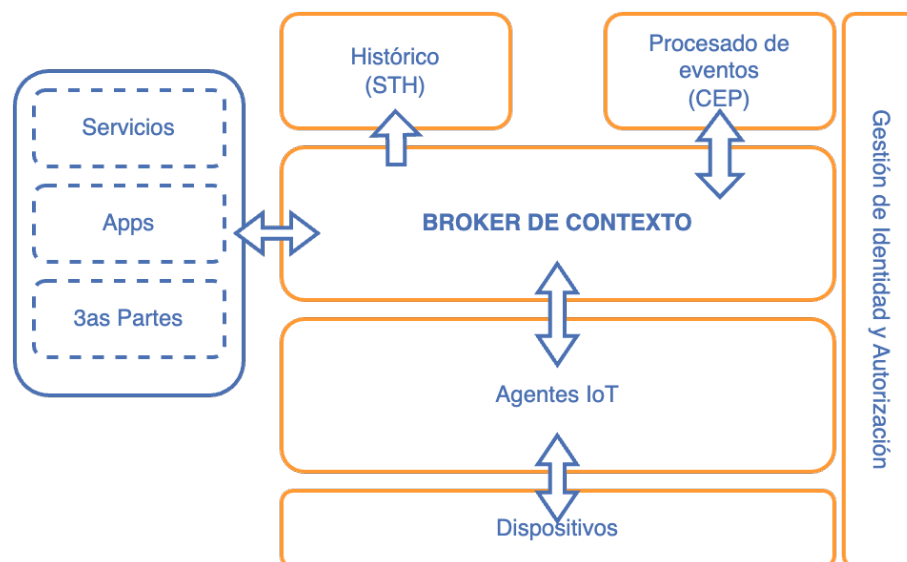 Histórico
(STH)
Procesado de
eventos
(CEP)
Servicios
Apps
3as Partes
BROKER DE CONTEXTO
Agentes IoT
Dispositivos
Gestión de Identidad y Autorización